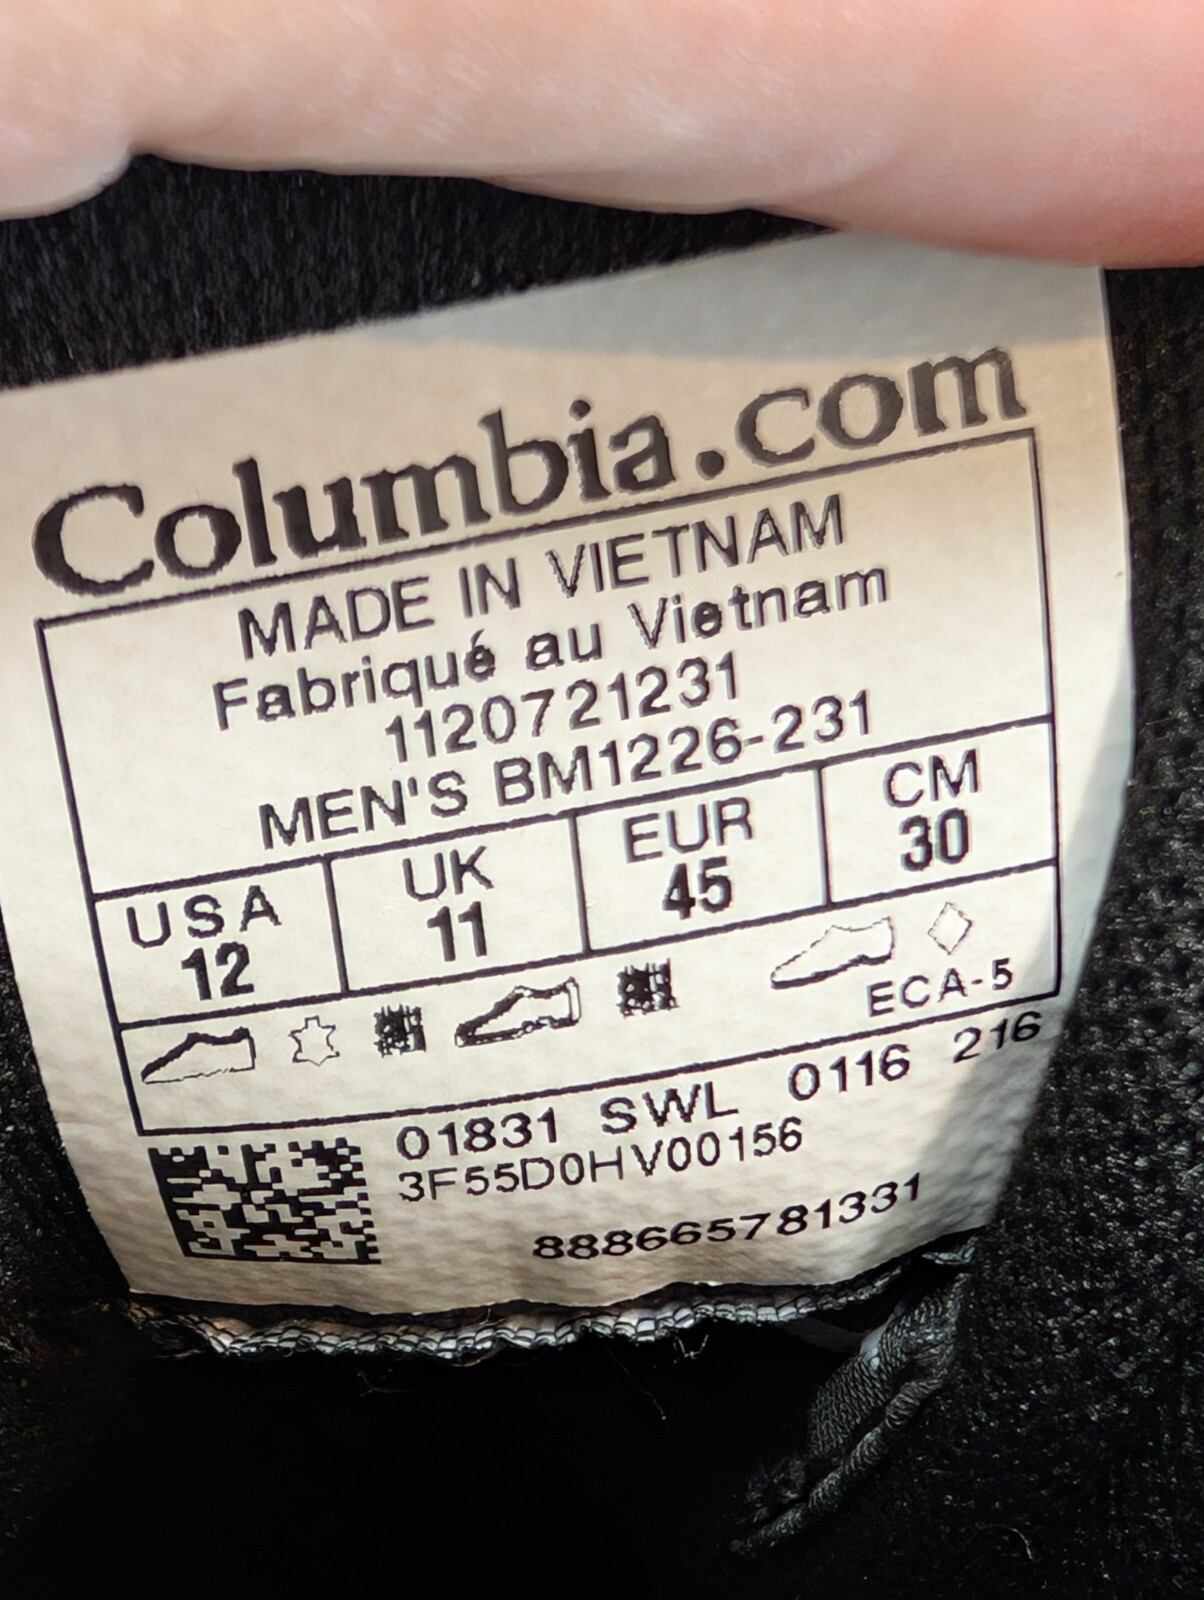 Columbia.com
MADE IN VIETNAM
Fabriqué au Vietnam
1120721231
MEN'S BM1226-231
USA UK EUR CM
12 11 45 30
ECA-5
01831 SWL 0116 216
3F55D0HV00156
888665781331